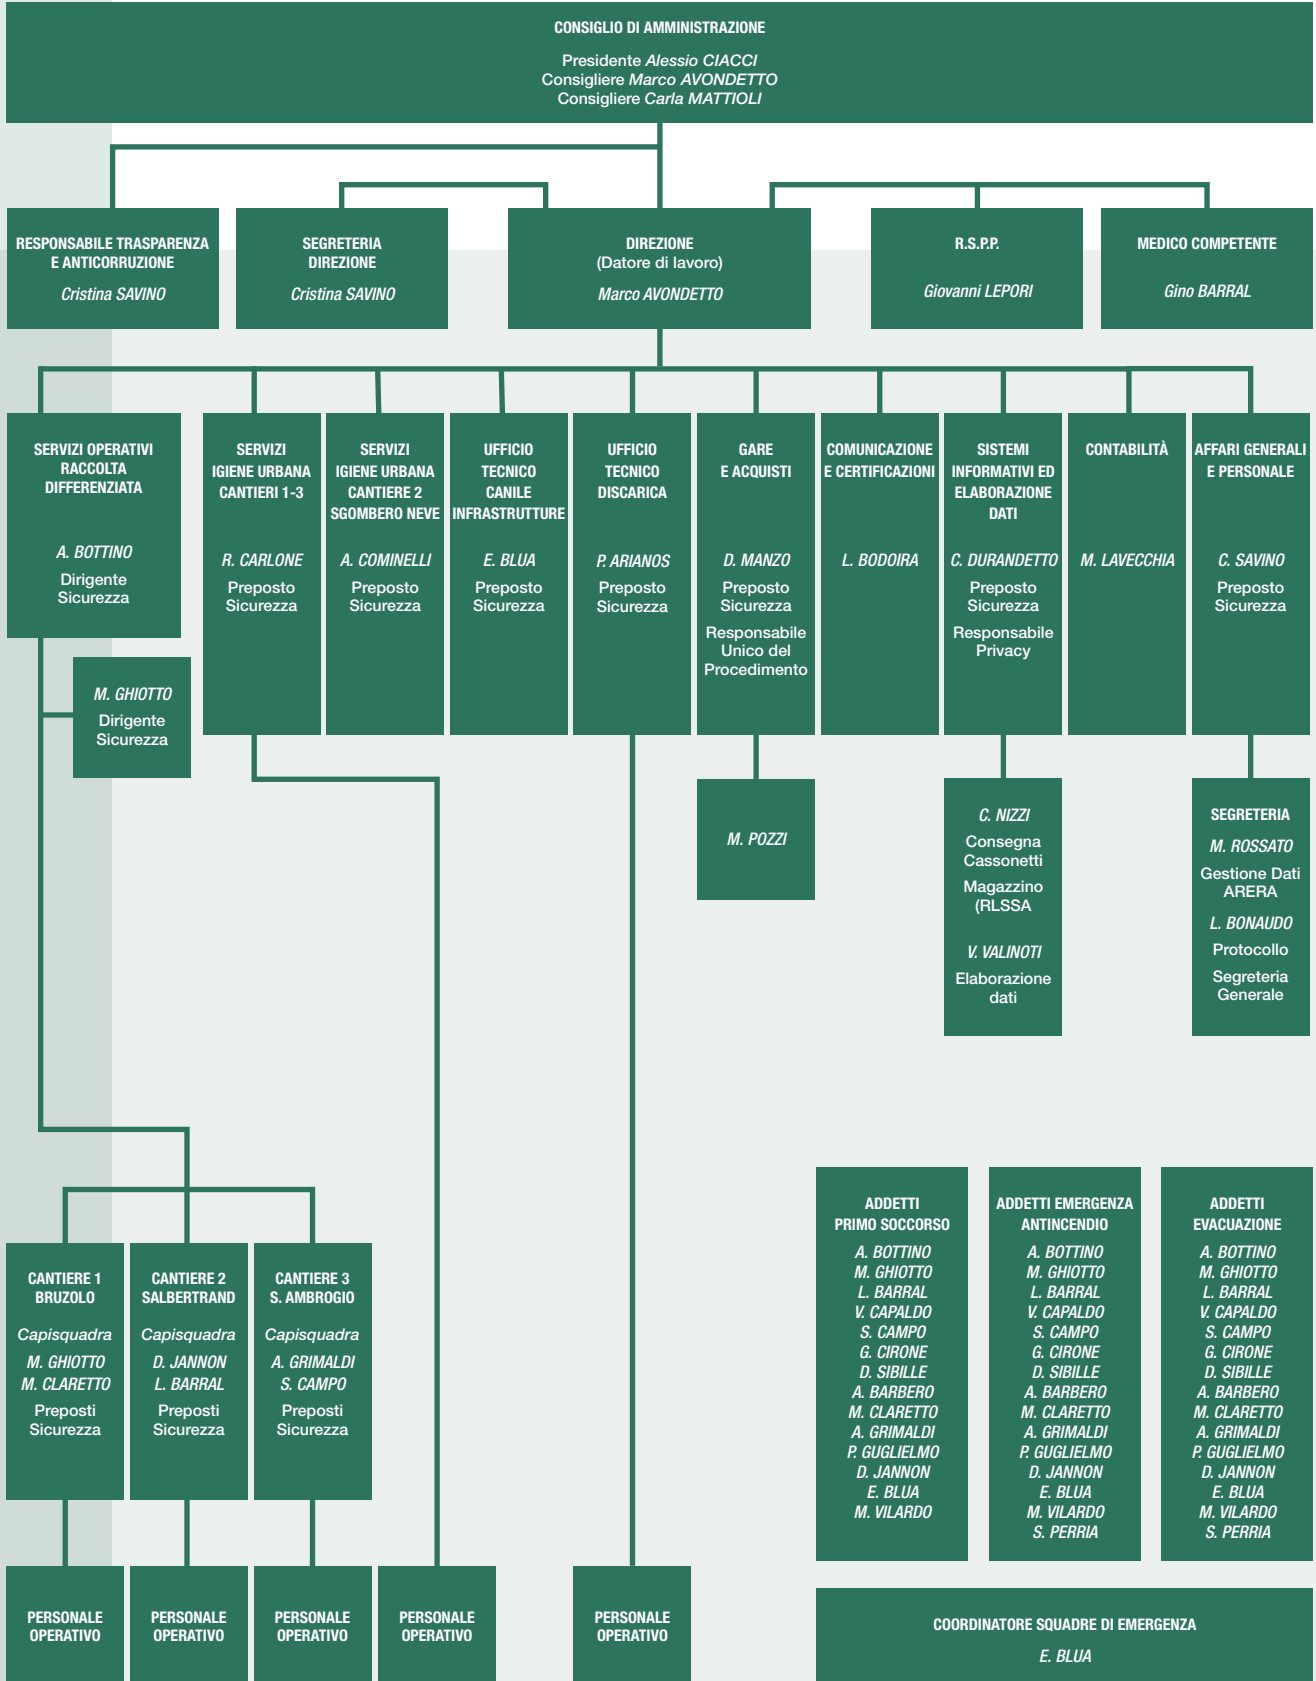 CONSIGLIO DI AMMINISTRAZIONE
Presidente Alessio CIACCI
Consigliere Marco AVONDETTO
Consigliere Carla MATTIOLI
RESPONSABILE TRASPARENZA
E ANTICORRUZIONE
Cristina SAVINO
SEGRETERIA
DIREZIONE
Cristina SAVINO
DIREZIONE
(Datore di lavoro)
Marco AVONDETTO
R.S.P.P.
Giovanni LEPORI
MEDICO COMPETENTE
Gino BARRAL
SERVIZI OPERATIVI
RACCOLTA
DIFFERENZIATA
A. BOTTINO
Dirigente
Sicurezza
M. GHIOTTO
Dirigente
Sicurezza
SERVIZI
IGIENE URBANA
CANTIERI 1-3
R. CARLONE
Preposto
Sicurezza
SERVIZI
IGIENE URBANA
CANTIERE 2
SGOMBERO NEVE
A. COMINELLI
Preposto
Sicurezza
UFFICIO
TECNICO
CANILE
INFRASTRUTTURE
E. BLUA
Preposto
Sicurezza
UFFICIO
TECNICO
DISCARICA
P. ARIANOS
Preposto
Sicurezza
GARE
E ACQUISTI
D. MANZO
Preposto
Sicurezza
Responsabile
Unico del
Procedimento
COMUNICAZIONE
E CERTIFICAZIONI
L. BODOIRA
SISTEMI
INFORMATIVI ED
ELABORAZIONE
DATI
C. DURANDETTO
Preposto
Sicurezza
Responsabile
Privacy
CONTABILITÀ
M. LAVECCHIA
AFFARI GENERALI
E PERSONALE
C. SAVINO
Preposto
Sicurezza
M. POZZI
C. NIZZI
Consegna
Cassonetti
Magazzino
(RLSSA
V. VALINOTI
Elaborazione
dati
SEGRETERIA
M. ROSSATO
Gestione Dati
ARERA
L. BONAUDO
Protocollo
Segreteria
Generale
CANTIERE 1
BRUZOLO
Capisquadra
M. GHIOTTO
M. CLARETTO
Preposti
Sicurezza
CANTIERE 2
SALBERTRAND
Capisquadra
D. JANNON
L. BARRAL
Preposti
Sicurezza
CANTIERE 3
S. AMBROGIO
Capisquadra
A. GRIMALDI
S. CAMPO
Preposti
Sicurezza
ADDETTI
PRIMO SOCCORSO
A. BOTTINO
M. GHIOTTO
L. BARRAL
V. CAPALDO
S. CAMPO
G. CIRONE
D. SIBILLE
A. BARBERO
M. CLARETTO
A. GRIMALDI
P. GUGLIELMO
D. JANNON
E. BLUA
M. VILARDO
ADDETTI EMERGENZA
ANTINCENDIO
A. BOTTINO
M. GHIOTTO
L. BARRAL
V. CAPALDO
S. CAMPO
G. CIRONE
D. SIBILLE
A. BARBERO
M. CLARETTO
A. GRIMALDI
P. GUGLIELMO
D. JANNON
E. BLUA
M. VILARDO
S. PERRIA
ADDETTI
EVACUAZIONE
A. BOTTINO
M. GHIOTTO
L. BARRAL
V. CAPALDO
S. CAMPO
G. CIRONE
D. SIBILLE
A. BARBERO
M. CLARETTO
A. GRIMALDI
P. GUGLIELMO
D. JANNON
E. BLUA
M. VILARDO
S. PERRIA
PERSONALE
OPERATIVO
PERSONALE
OPERATIVO
PERSONALE
OPERATIVO
PERSONALE
OPERATIVO
PERSONALE
OPERATIVO
COORDINATORE SQUADRE DI EMERGENZA
E. BLUA